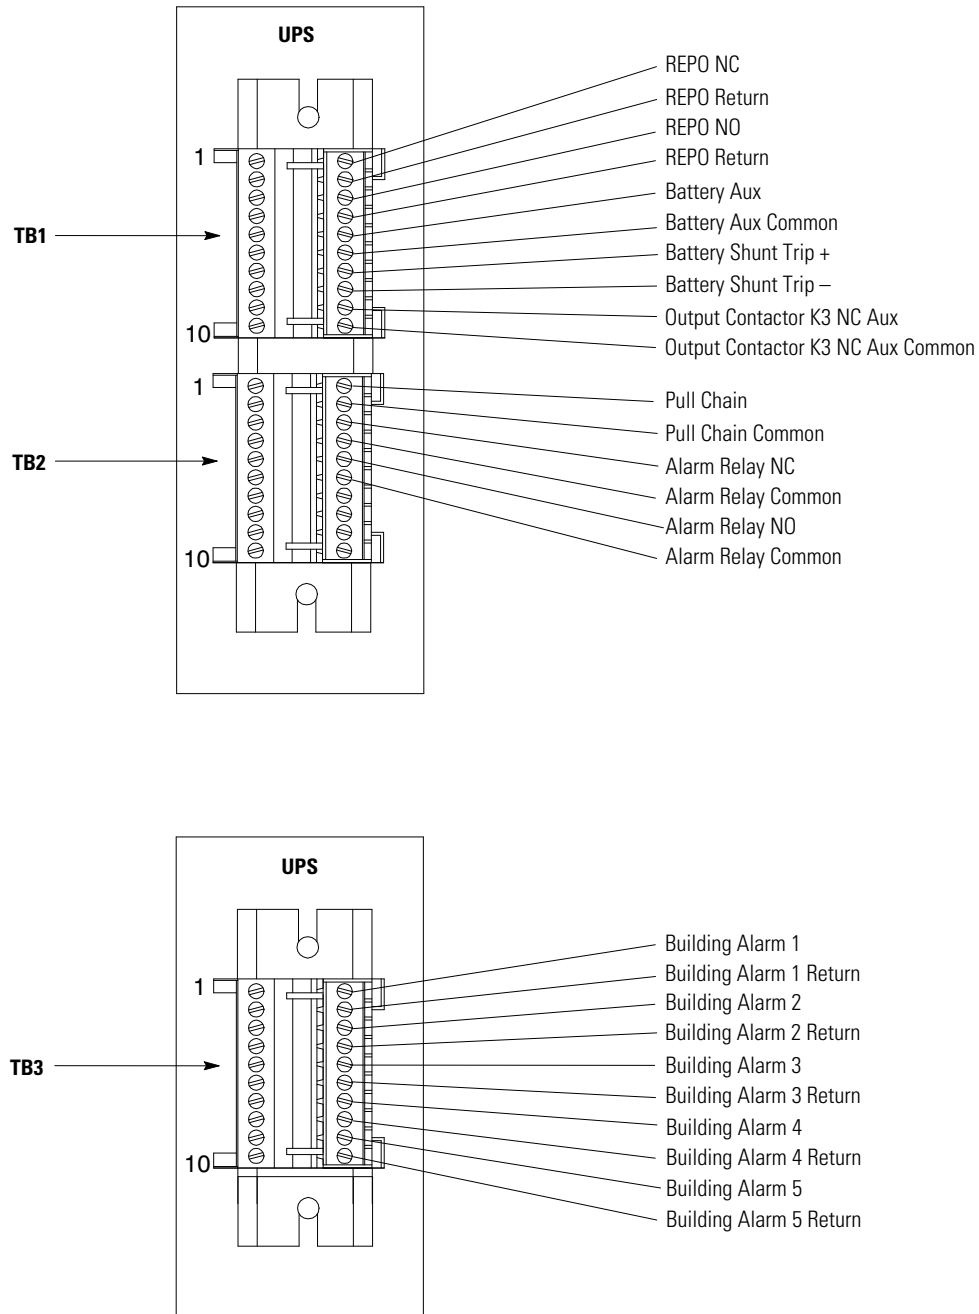 UPS
REPO NC
REPO Return
REPO NO
REPO Return
Battery Aux
Battery Aux Common
Battery Shunt Trip +
Battery Shunt Trip –
Output Contactor K3 NC Aux
Output Contactor K3 NC Aux Common
1
TB1
10
1
TB2
10
Pull Chain
Pull Chain Common
Alarm Relay NC
Alarm Relay Common
Alarm Relay NO
Alarm Relay Common
UPS
1
TB3
10
Building Alarm 1
Building Alarm 1 Return
Building Alarm 2
Building Alarm 2 Return
Building Alarm 3
Building Alarm 3 Return
Building Alarm 4
Building Alarm 4 Return
Building Alarm 5
Building Alarm 5 Return